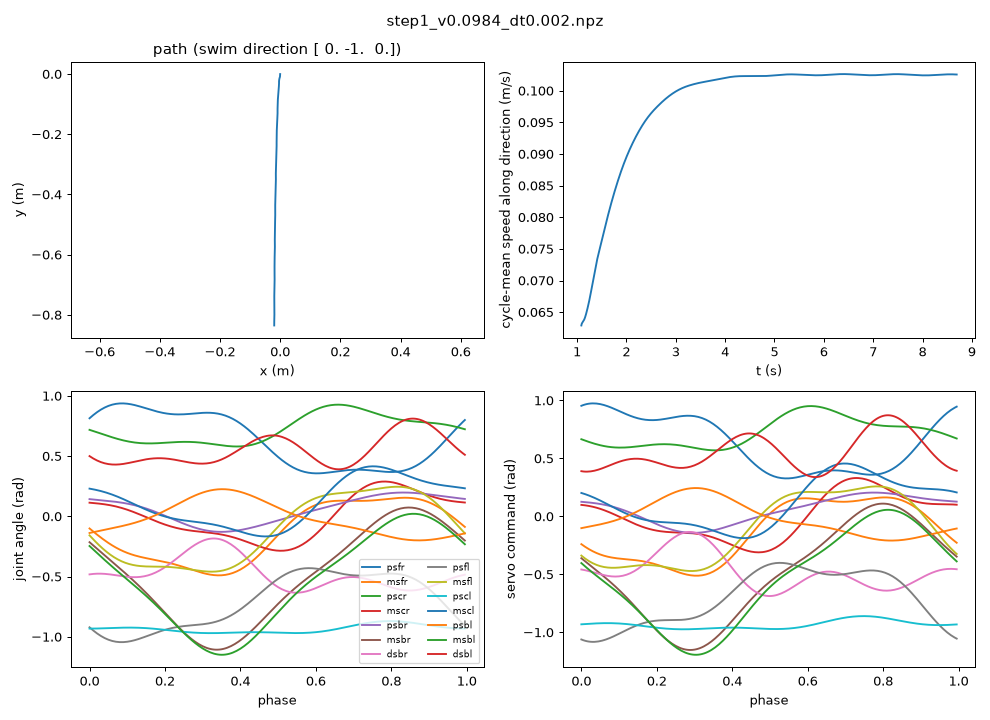 step1_v0.0984_dt0.002.npz
path (swim direction [ 0. -1.  0.])
0.0
−0.2
−0.4
−0.6
−0.8
y (m)
−0.6 −0.4 −0.2 0.0 0.2 0.4 0.6
x (m)
0.100
0.095
0.090
0.085
0.080
0.075
0.070
0.065
cycle-mean speed along direction (m/s)
1 2 3 4 5 6 7 8 9
t (s)
1.0
0.5
0.0
−0.5
−1.0
joint angle (rad)
psfr psfl
msfr msfl
pscr pscl
mscr mscl
psbr psbl
msbr msbl
dsbr dsbl
0.0 0.2 0.4 0.6 0.8 1.0
phase
1.0
0.5
0.0
−0.5
−1.0
servo command (rad)
0.0 0.2 0.4 0.6 0.8 1.0
phase